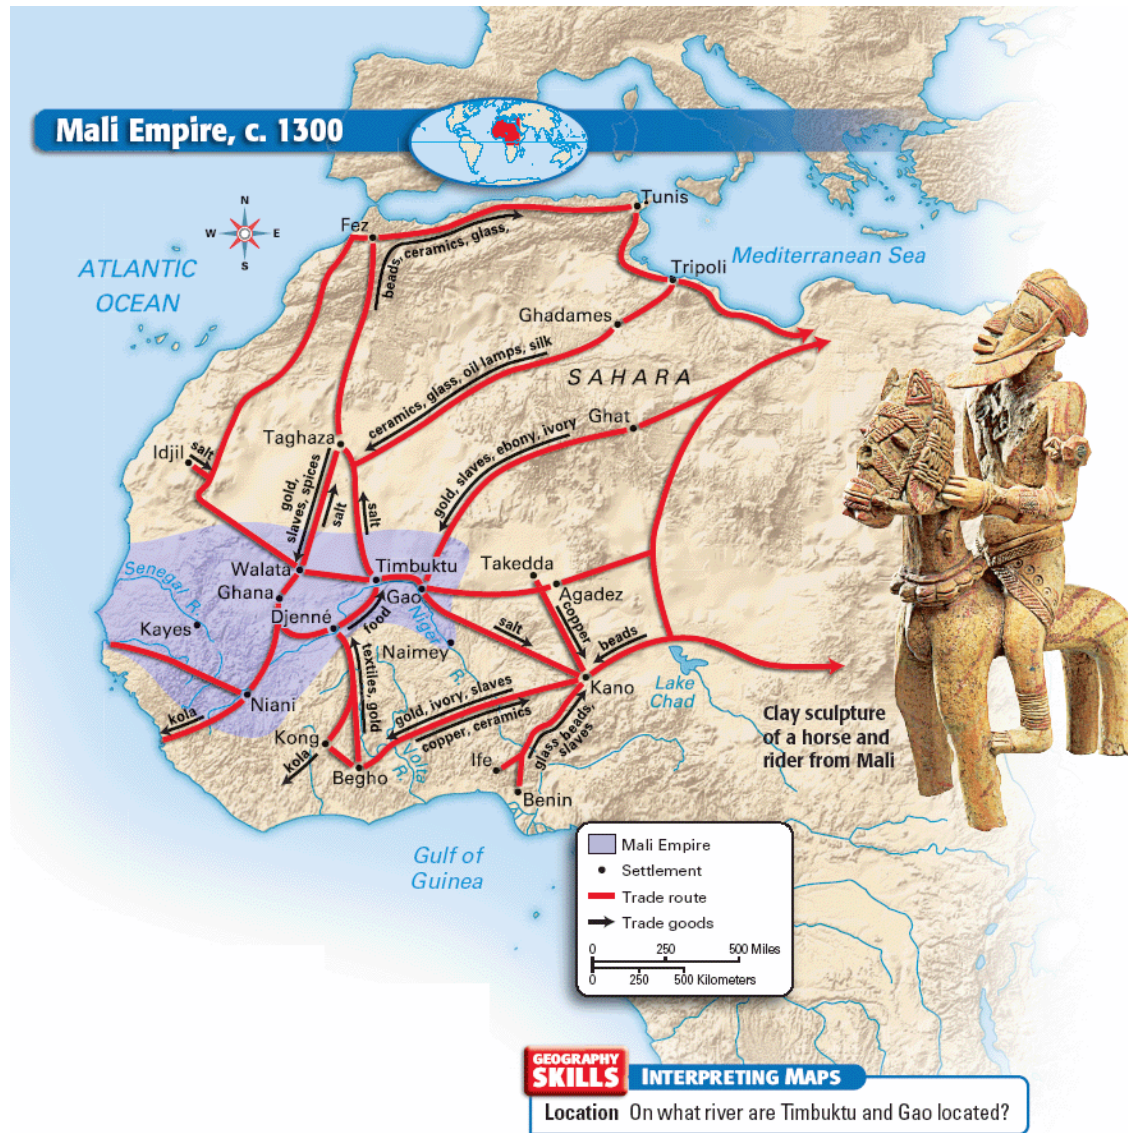 Mali Empire, c. 1300
N
W
E
S
ATLANTIC
OCEAN
Fez
Tunis
beads, ceramics, glass,
Mediterranean Sea
Tripoli
Ghadames
ceramics, glass, oil lamps, silk
SAHARA
Taghaza
Ghat
Idjil
salt
gold, slaves, ebony, ivory
gold,
slaves, spices
salt
salt
Senegal R.
Walata
Timbuktu
Takedda
Ghana
Gao
Agadez
Djenné
food
Niger
R.
Kayes
Naimey
salt
copper
beads
textiles, gold
Niani
kola
gold, ivory, slaves
copper, ceramics
Kano
Lake
Chad
Kong
kola
Begho
Volta
R.
Ife
glass beads,
slaves
Benin
Clay sculpture
of a horse and
rider from Mali
Gulf of
Guinea
Mali Empire
Settlement
Trade route
Trade goods
0 250 500 Miles
0 250 500 Kilometers
GEOGRAPHY
SKILLS
INTERPRETING MAPS
Location On what river are Timbuktu and Gao located?